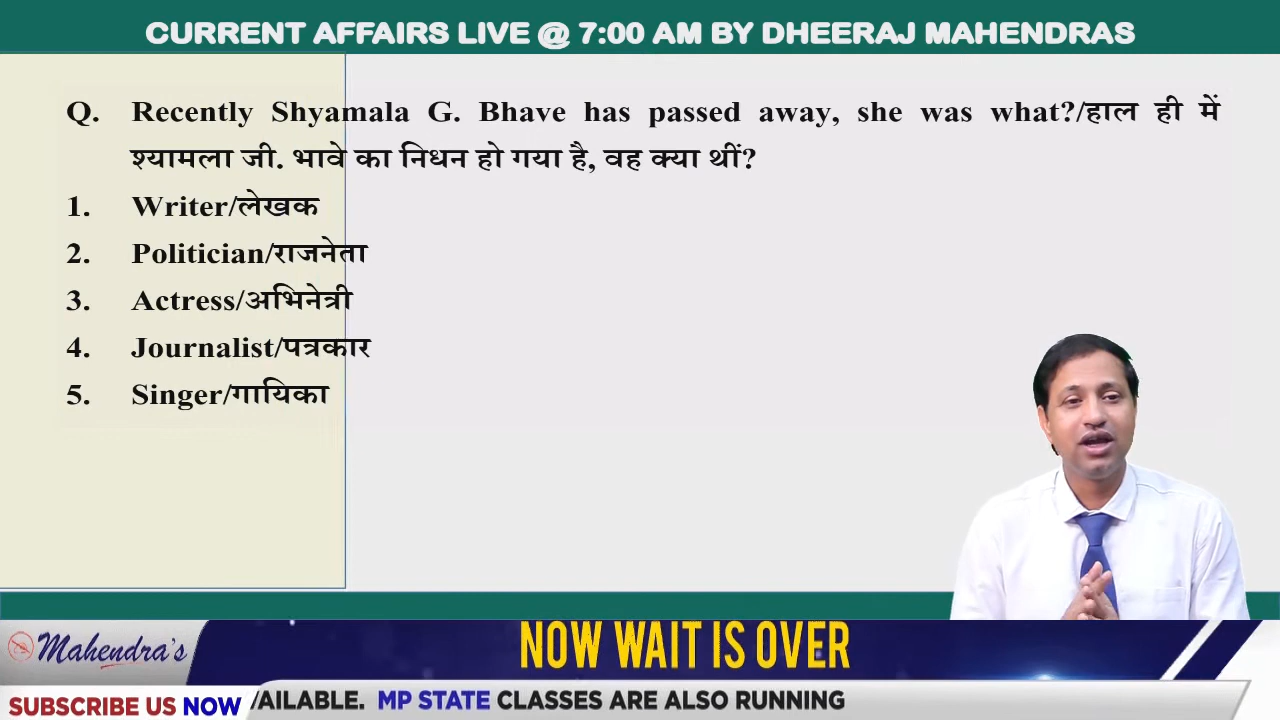 CURRENT AFFAIRS LIVE @ 7:00 AM BY DHEERAJ MAHENDRAS
Q. Recently Shyamala G. Bhave has passed away, she was what?/हाल ही में
श्यामला जी. भावे का निधन हो गया है, वह क्या थीं?
1. Writer/लेखक
2. Politician/राजनेता
3. Actress/अभिनेत्री
4. Journalist/पत्रकार
5. Singer/गायिका
Mahendra's
NOW WAIT IS OVER
SUBSCRIBE US NOW
AILABLE. MP STATE CLASSES ARE ALSO RUNNING